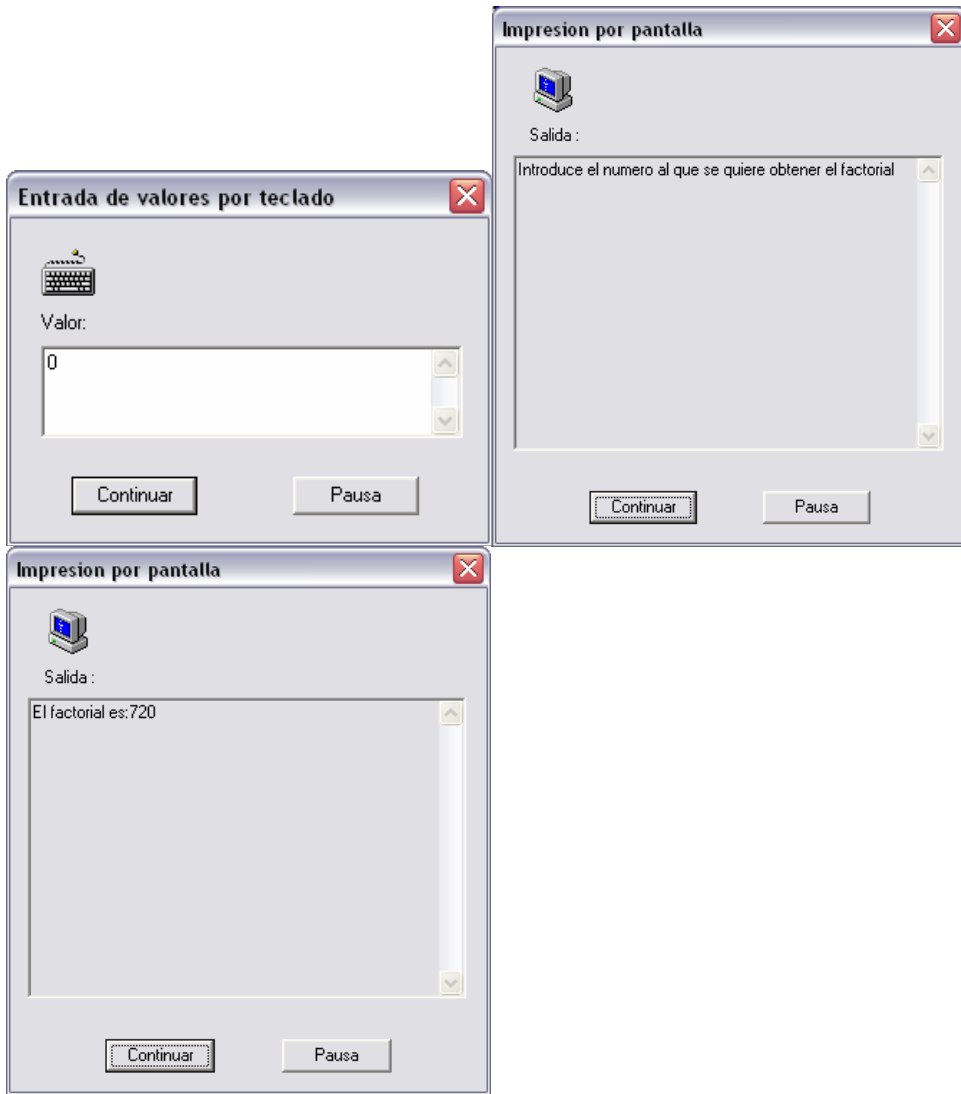 Impresion por pantalla
Salida :
Introduce el numero al que se quiere obtener el factorial
Continuar
Pausa
Entrada de valores por teclado
Valor:
0
Continuar
Pausa
Impresion por pantalla
Salida :
El factorial es:720
Continuar
Pausa